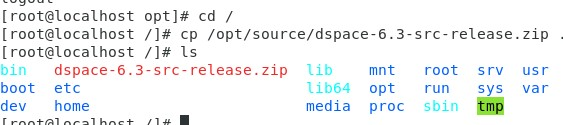 [root@localhost opt]# cd /
[root@localhost /]# cp /opt/source/dspace-6.3-src-release.zip .
[root@localhost /]# ls
bin dspace-6.3-src-release.zip lib mnt root srv usr
boot etc lib64 opt run sys var
dev home media proc sbin tmp
[root@localhost /]#